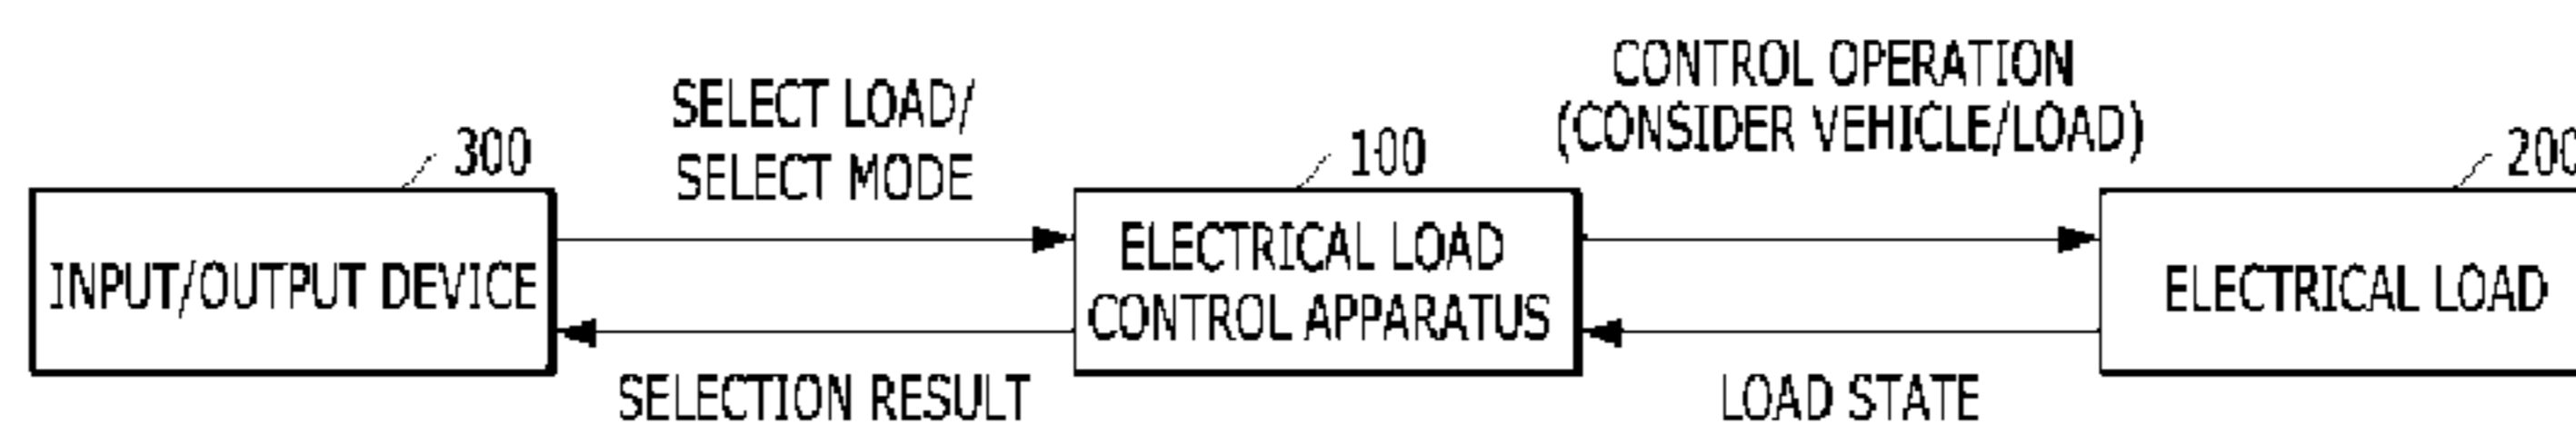 CONTROL OPERATION
SELECT LOAD/
(CONSIDER VEHICLE/LOAD)
300
100
200
SELECT MODE
ELECTRICAL LOAD
INPUT/OUTPUT DEVICE
CONTROL APPARATUS
ELECTRICAL LOAD
SELECTION RESULT
LOAD STATE